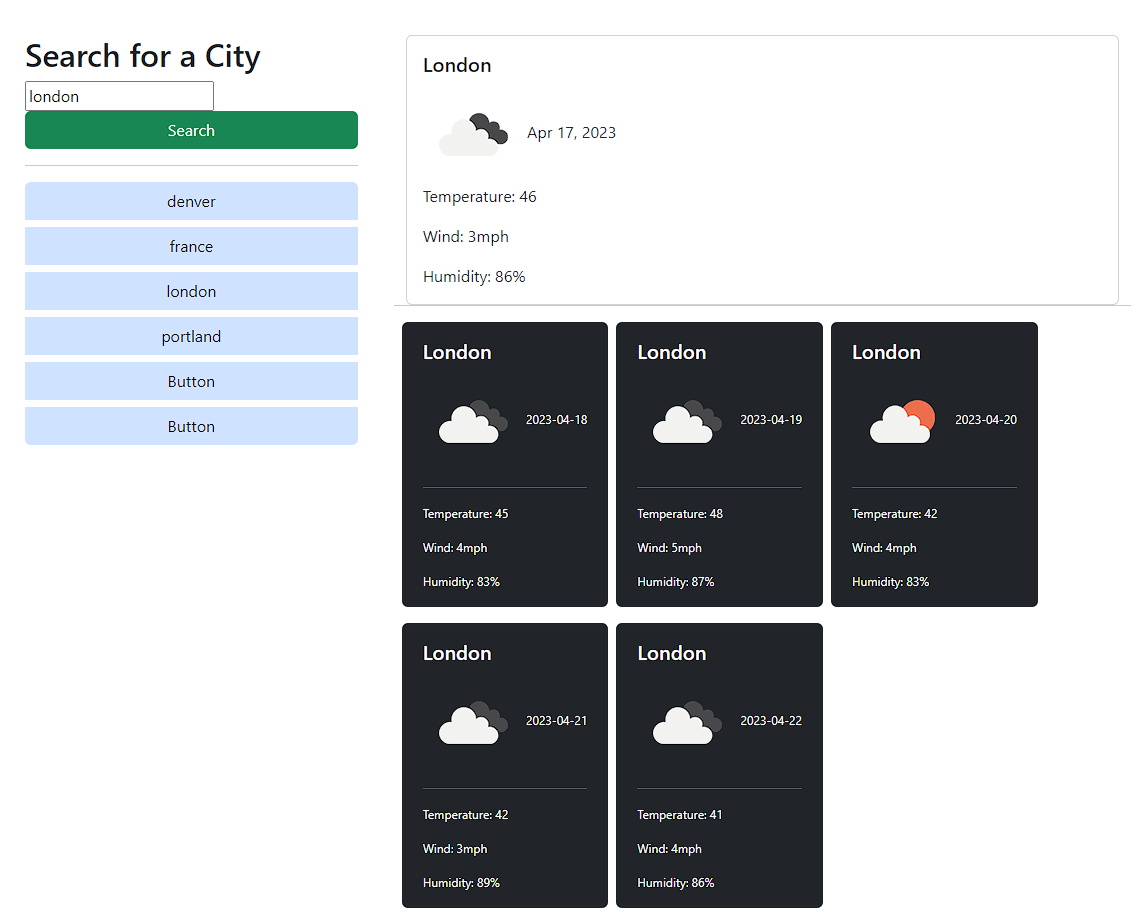 Search for a City
london
Search
denver
france
london
portland
Button
Button
London
Apr 17, 2023
Temperature: 46
Wind: 3mph
Humidity: 86%
London
2023-04-18
Temperature: 45
Wind: 4mph
Humidity: 83%
London
2023-04-19
Temperature: 48
Wind: 5mph
Humidity: 87%
London
2023-04-20
Temperature: 42
Wind: 4mph
Humidity: 83%
London
2023-04-21
Temperature: 42
Wind: 3mph
Humidity: 89%
London
2023-04-22
Temperature: 41
Wind: 4mph
Humidity: 86%